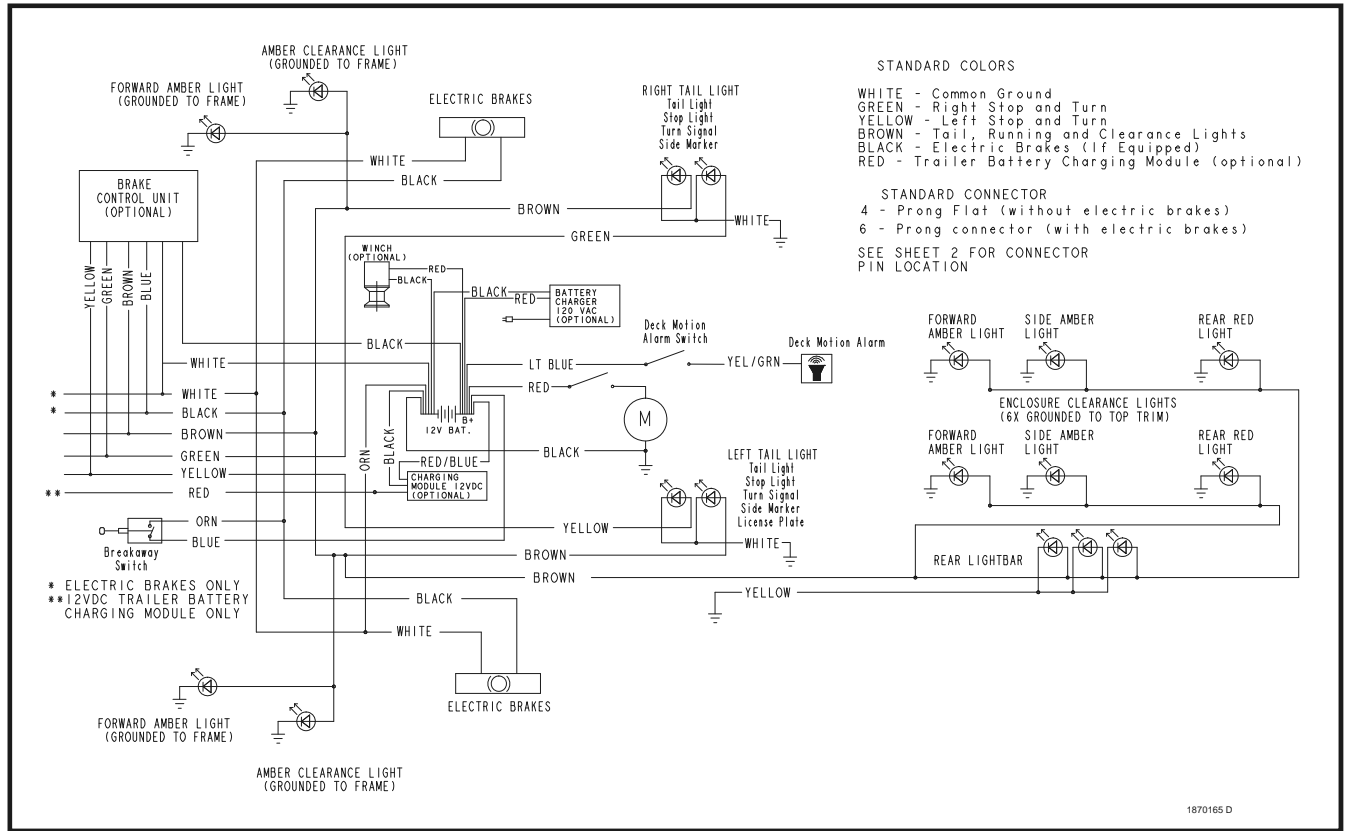 AMBER CLEARANCE LIGHT
(GROUNDED TO FRAME)
FORWARD AMBER LIGHT
(GROUNDED TO FRAME)
ELECTRIC BRAKES
RIGHT TAIL LIGHT
Tail Light
Stop Light
Turn Signal
Side Marker
STANDARD COLORS
WHITE - Common Ground
GREEN - Right Stop and Turn
YELLOW - Left Stop and Turn
BROWN - Tail, Running and Clearance Lights
BLACK - Electric Brakes (If Equipped)
RED - Trailer Battery Charging Module (optional)
STANDARD CONNECTOR
4 - Prong Flat (without electric brakes)
6 - Prong connector (with electric brakes)
SEE SHEET 2 FOR CONNECTOR
PIN LOCATION
BRAKE
CONTROL UNIT
(OPTIONAL)
WHITE
BLACK
BROWN
GREEN
WHITE
YELLOW
GREEN
BROWN
BLUE
WINCH
(OPTIONAL)
RED
BLACK
BLACK
RED
BATTERY
CHARGER
120 VAC
(OPTIONAL)
Deck Motion
Alarm Switch
Deck Motion Alarm
BLACK
WHITE
LT BLUE
YEL/GRN
RED
* WHITE
* BLACK
BROWN
GREEN
YELLOW
** RED
B+
12V BAT.
M
ORN
BLACK
BLACK
RED/BLUE
CHARGING
MODULE 12VDC
(OPTIONAL)
ORN
BLUE
Breakaway
Switch
LEFT TAIL LIGHT
Tail Light
Stop Light
Turn Signal
Side Marker
License Plate
YELLOW
WHITE
BROWN
BROWN
FORWARD
AMBER LIGHT
SIDE AMBER
LIGHT
REAR RED
LIGHT
ENCLOSURE CLEARANCE LIGHTS
(6X GROUNDED TO TOP TRIM)
FORWARD
AMBER LIGHT
SIDE AMBER
LIGHT
REAR RED
LIGHT
REAR LIGHTBAR
YELLOW
* ELECTRIC BRAKES ONLY
**12VDC TRAILER BATTERY
CHARGING MODULE ONLY
BLACK
WHITE
ELECTRIC BRAKES
FORWARD AMBER LIGHT
(GROUNDED TO FRAME)
AMBER CLEARANCE LIGHT
(GROUNDED TO FRAME)
1870165 D